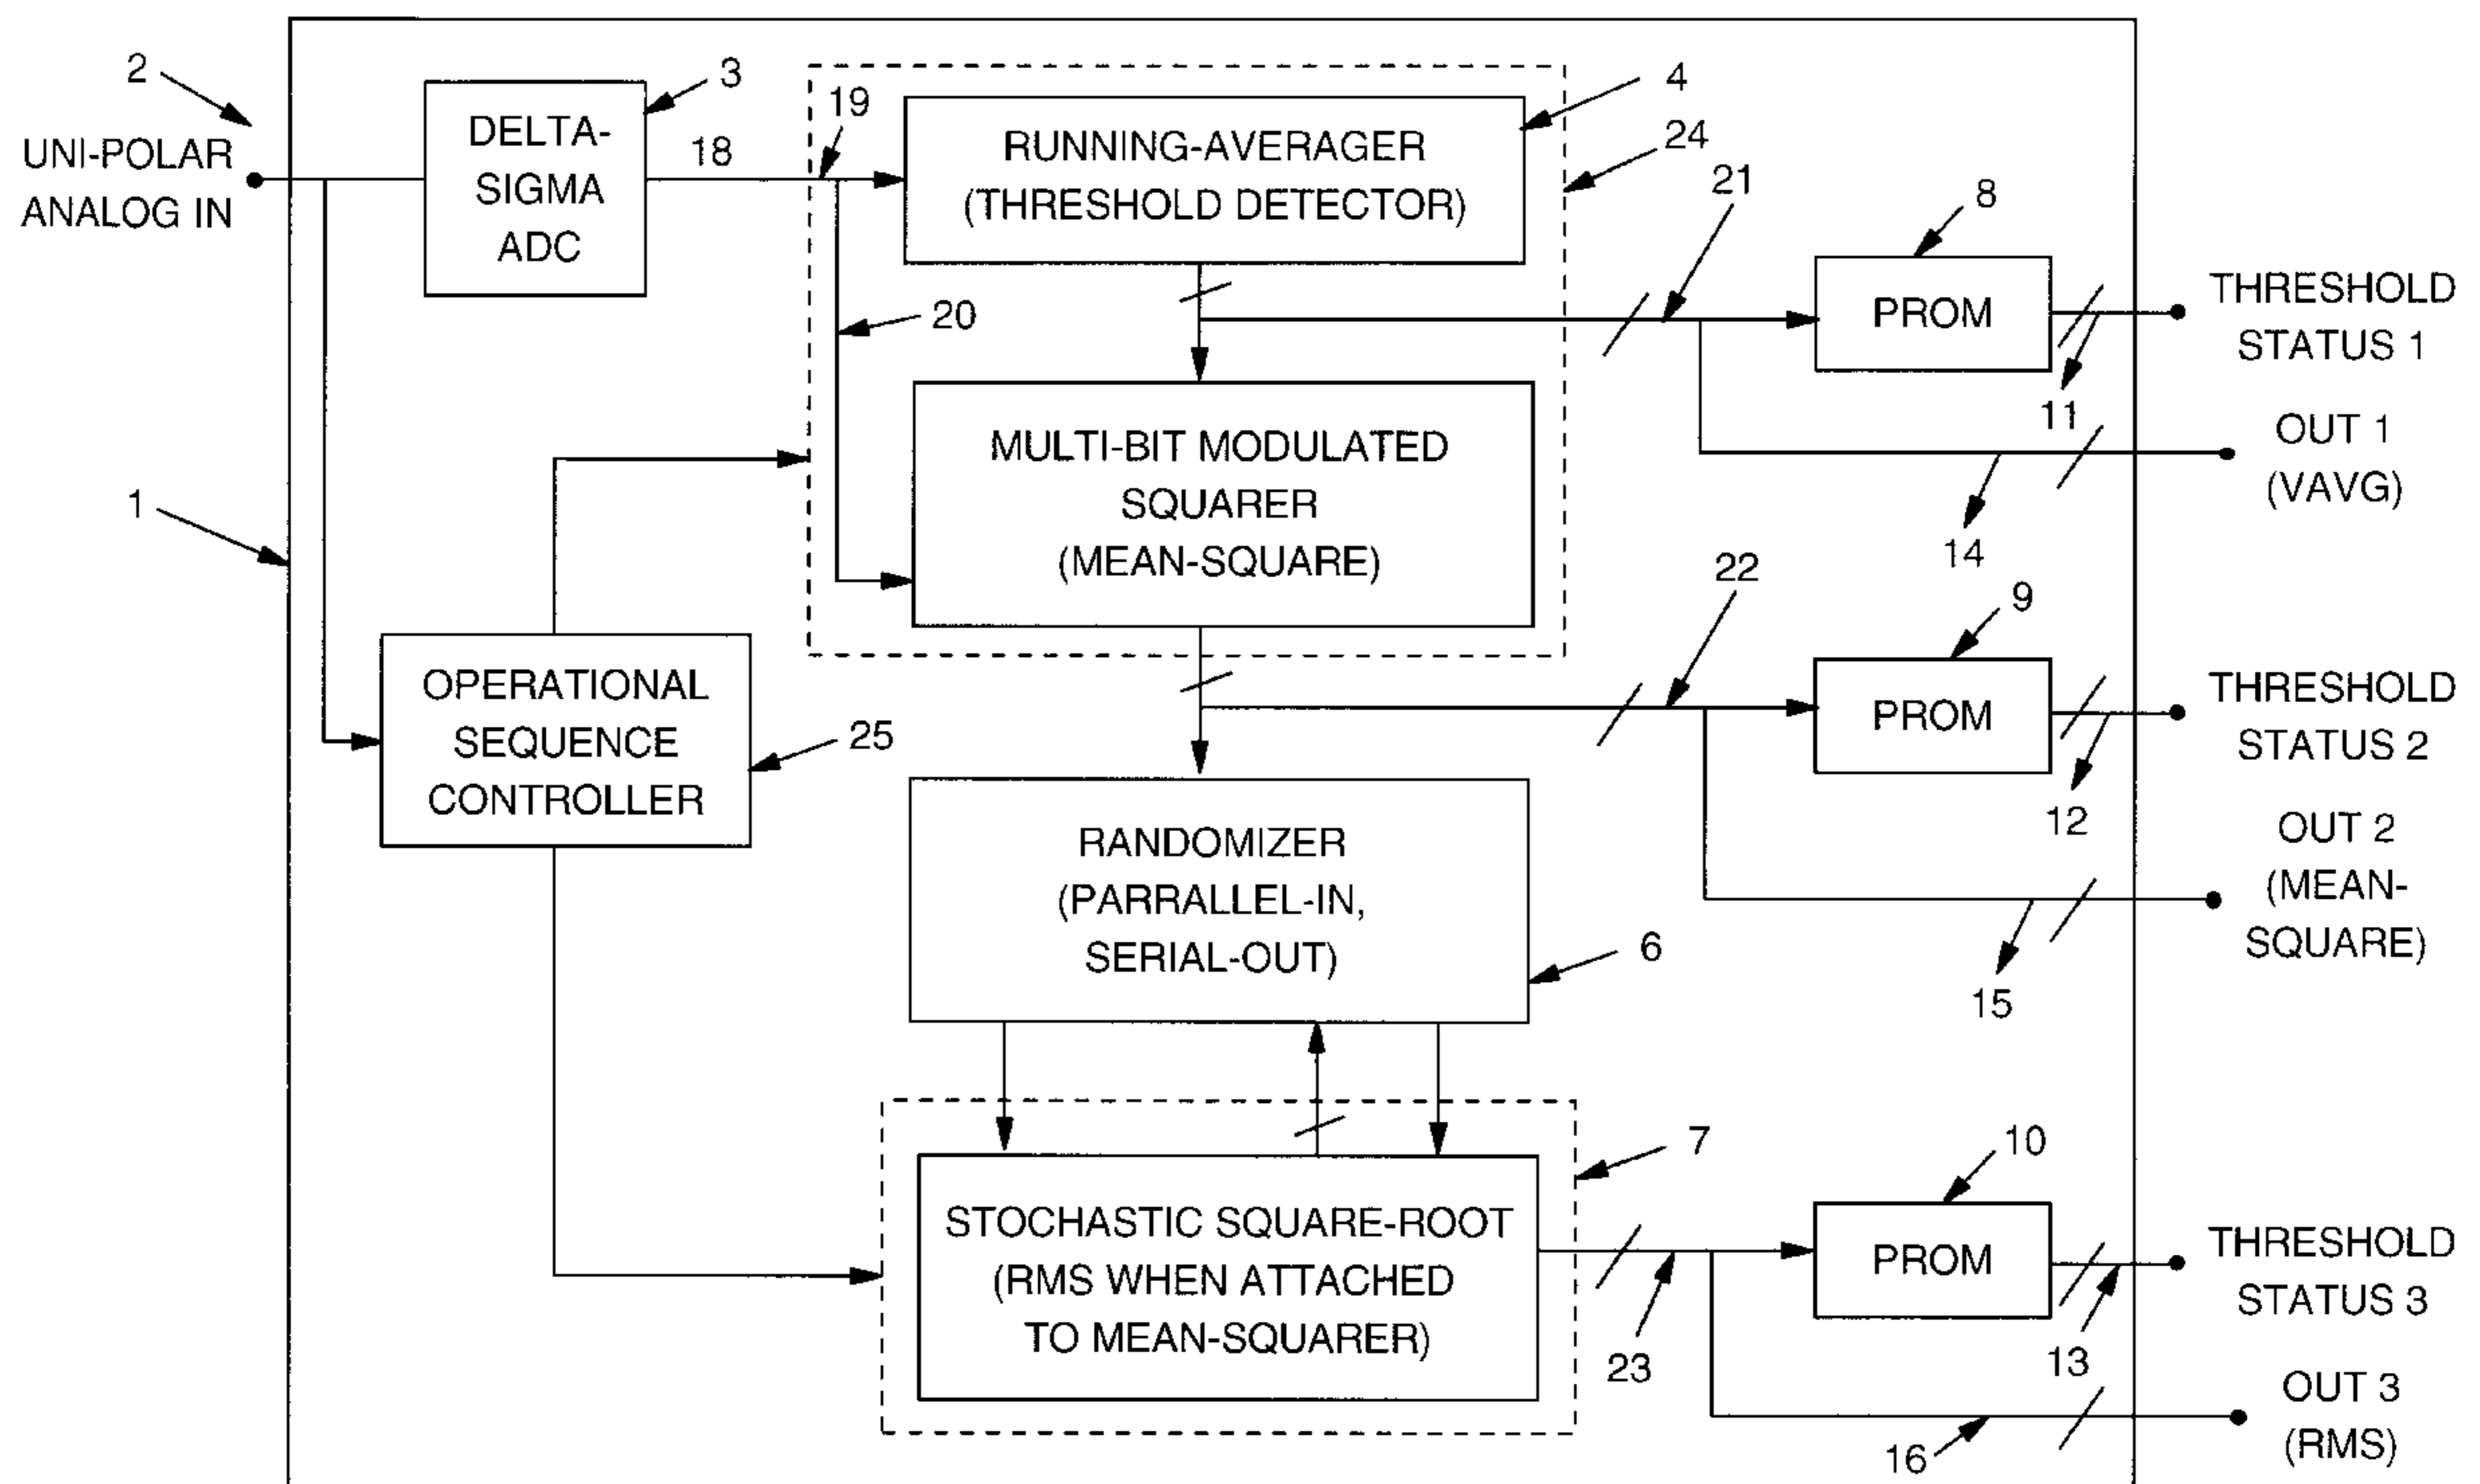 2
UNI-POLAR
ANALOG IN
1
DELTA-
SIGMA
ADC
3
18
19
20
RUNNING-AVERAGER
(THRESHOLD DETECTOR)
4
24
21
MULTI-BIT MODULATED
SQUARER
(MEAN-SQUARE)
8
PROM
11
THRESHOLD
STATUS 1
14
OUT 1
(VAVG)
OPERATIONAL
SEQUENCE
CONTROLLER
25
22
9
PROM
12
THRESHOLD
STATUS 2
15
OUT 2
(MEAN-
SQUARE)
RANDOMIZER
(PARRALLEL-IN,
SERIAL-OUT)
6
STOCHASTIC SQUARE-ROOT
(RMS WHEN ATTACHED
TO MEAN-SQUARER)
7
23
10
PROM
13
THRESHOLD
STATUS 3
16
OUT 3
(RMS)